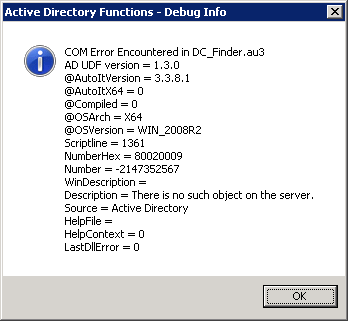 Active Directory Functions - Debug Info
COM Error Encountered in DC_Finder.au3
AD UDF version = 1.3.0
@AutoItVersion = 3.3.8.1
@AutoItX64 = 0
@Compiled = 0
@OSArch = X64
@OSVersion = WIN_2008R2
Scriptline = 1361
NumberHex = 80020009
Number = -2147352567
WinDescription =
Description = There is no such object on the server.
Source = Active Directory
HelpFile =
HelpContext = 0
LastDllError = 0
OK